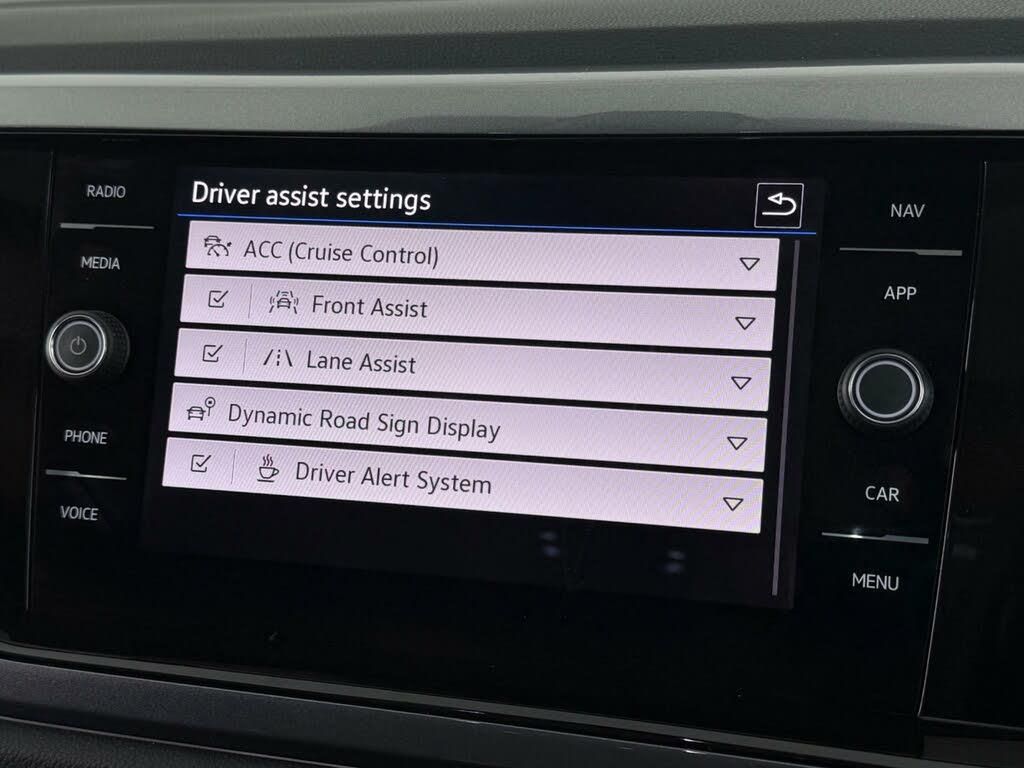 RADIO
MEDIA
PHONE
VOICE
Driver assist settings
ACC (Cruise Control)
Front Assist
Lane Assist
Dynamic Road Sign Display
Driver Alert System
NAV
APP
CAR
MENU